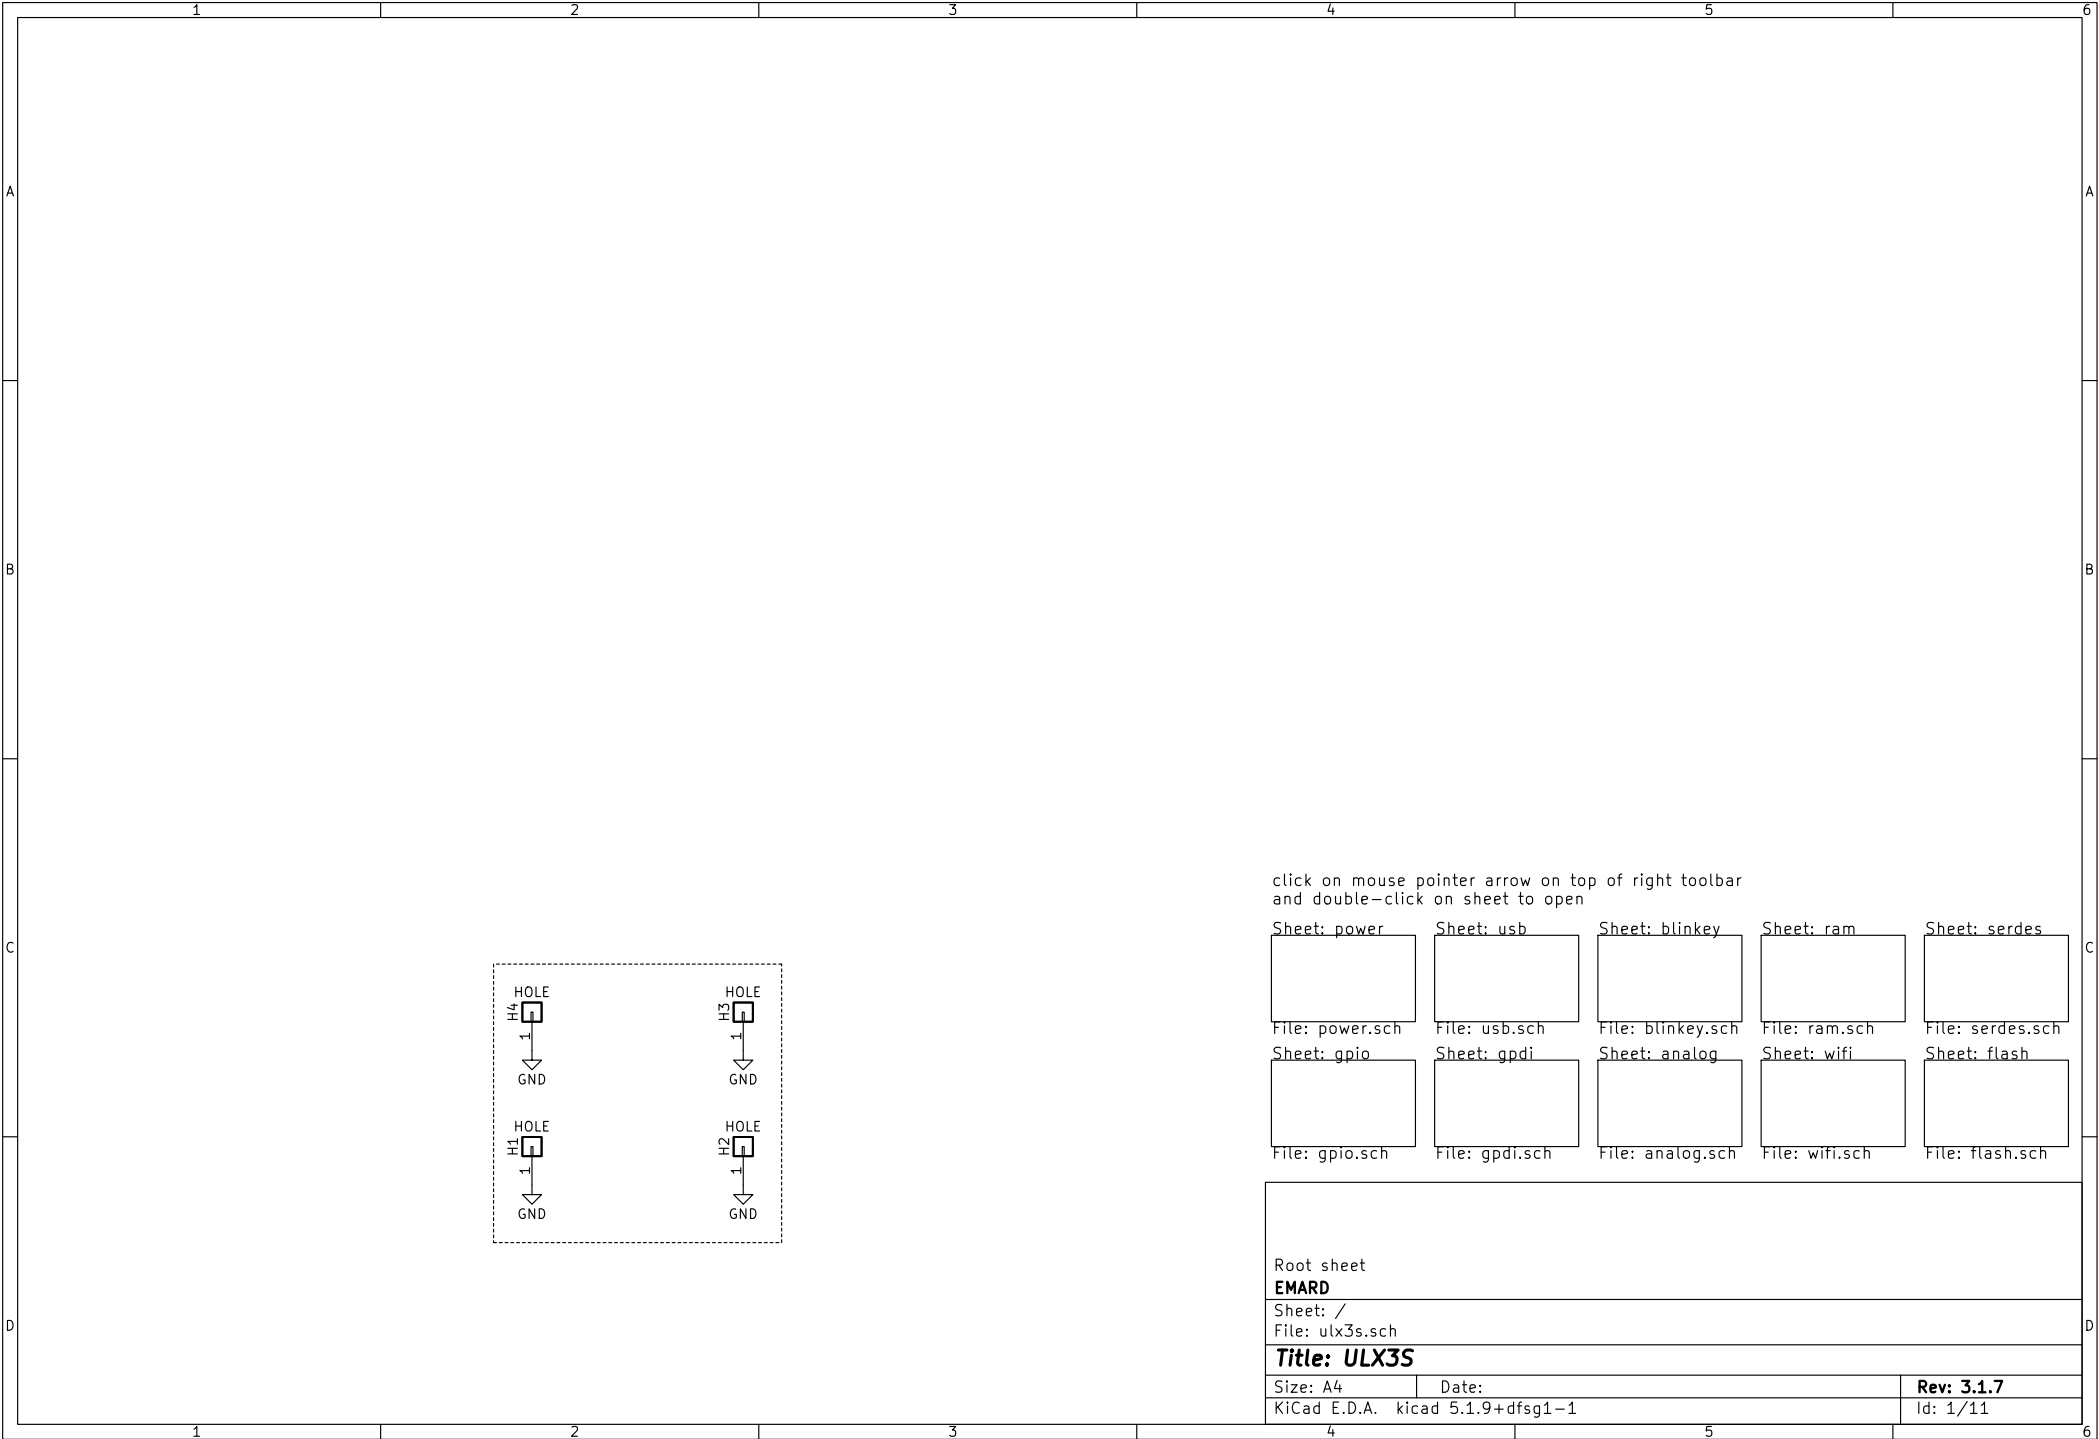 1 2 3 4 5 6
A A
B B
click on mouse pointer arrow on top of right toolbar
and double-click on sheet to open
Sheet: power Sheet: usb Sheet: blinkey Sheet: ram Sheet: serdes
C C
HOLE HOLE
H4 H3
File: power.sch File: usb.sch File: blinkey.sch File: ram.sch File: serdes.sch
1 1
Sheet: gpio Sheet: gpdi Sheet: analog Sheet: wifi Sheet: flash
GND GND
HOLE HOLE
H1 H2
File: gpio.sch File: gpdi.sch File: analog.sch File: wifi.sch File: flash.sch
1 1
GND GND
Root sheet
EMARD
Sheet: /
D D
File: ulx3s.sch
Title: ULX3S
Size: A4 Date: Rev: 3.1.7
KiCad E.D.A. kicad 5.1.9+dfsg1-1 Id: 1/11
1 2 3 4 5 6